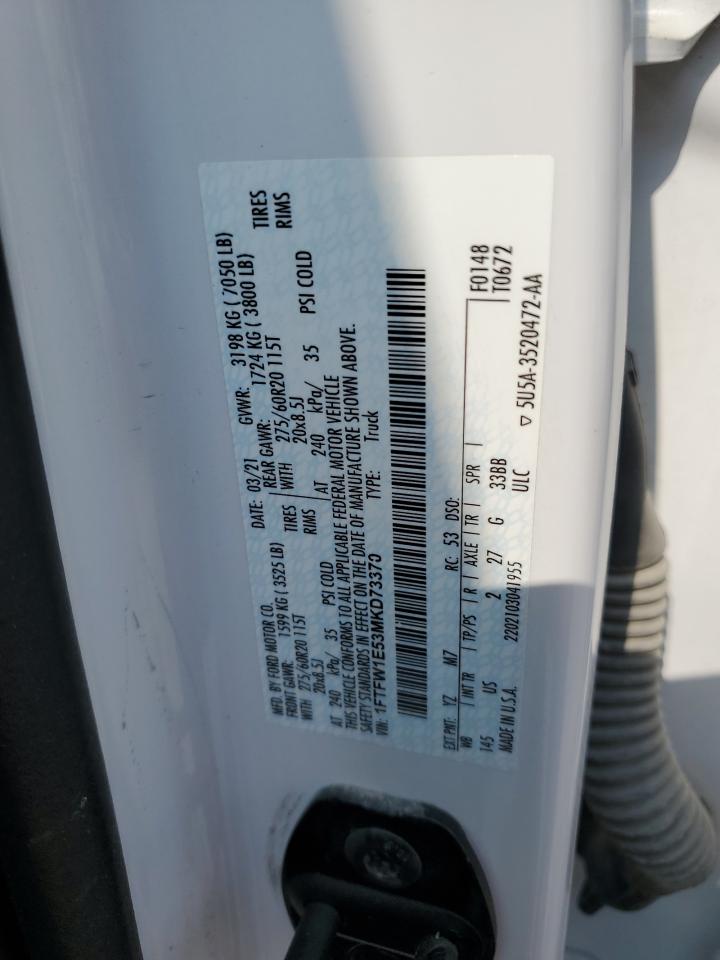 MFD. BY FORD MOTOR CO.
DATE: 03/21 GVWR: 3198 KG ( 7050 LB)
FRONT GAWR: 1599 KG ( 3525 LB) REAR GAWR: 1724 KG ( 3800 LB)
WITH 275/60R20 115T TIRES WITH 275/60R20 115T TIRES
20x8.5J RIMS 20x8.5J RIMS
AT 240 kPa/ 35 PSI COLD AT 240 kPa/ 35 PSI COLD
THIS VEHICLE CONFORMS TO ALL APPLICABLE FEDERAL MOTOR VEHICLE
SAFETY STANDARDS IN EFFECT ON THE DATE OF MANUFACTURE SHOWN ABOVE.
VIN: 1FTFW1E53MKD73370 TYPE: Truck
F0148
T0672
EXT PNT: YZ M7 RC: 53 DSO:
WB INT TR TP/PS R AXLE TR SPR
145 US 2 27 G 33BB
2202103041955 ULC
MADE IN U.S.A. 5U5A-3520472-AA